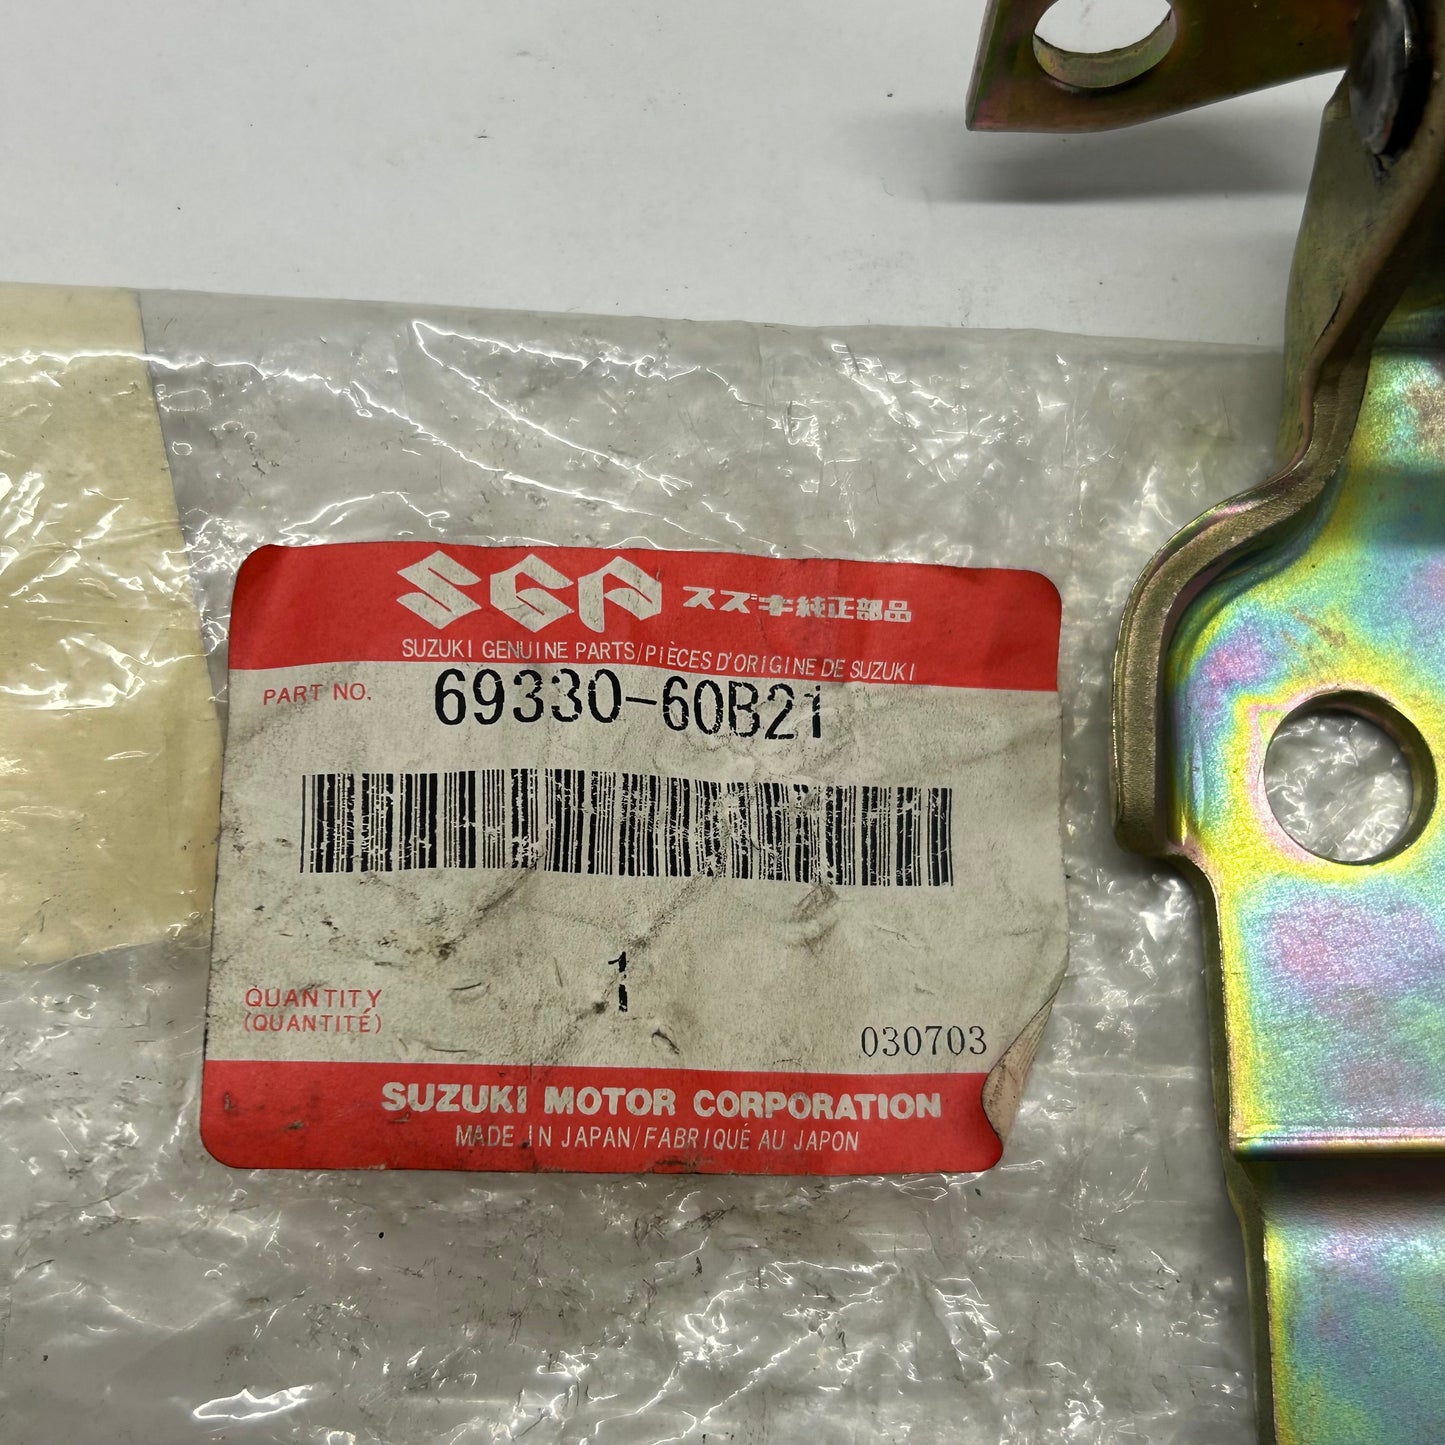 SGP スズキ純正部品
SUZUKI GENUINE PARTS/PIÈCES D'ORIGINE DE SUZUKI
PART NO. 69330-60B21
1
QUANTITY
(QUANTITÉ)
030703
SUZUKI MOTOR CORPORATION
MADE IN JAPAN/FABRIQUÉ AU JAPON